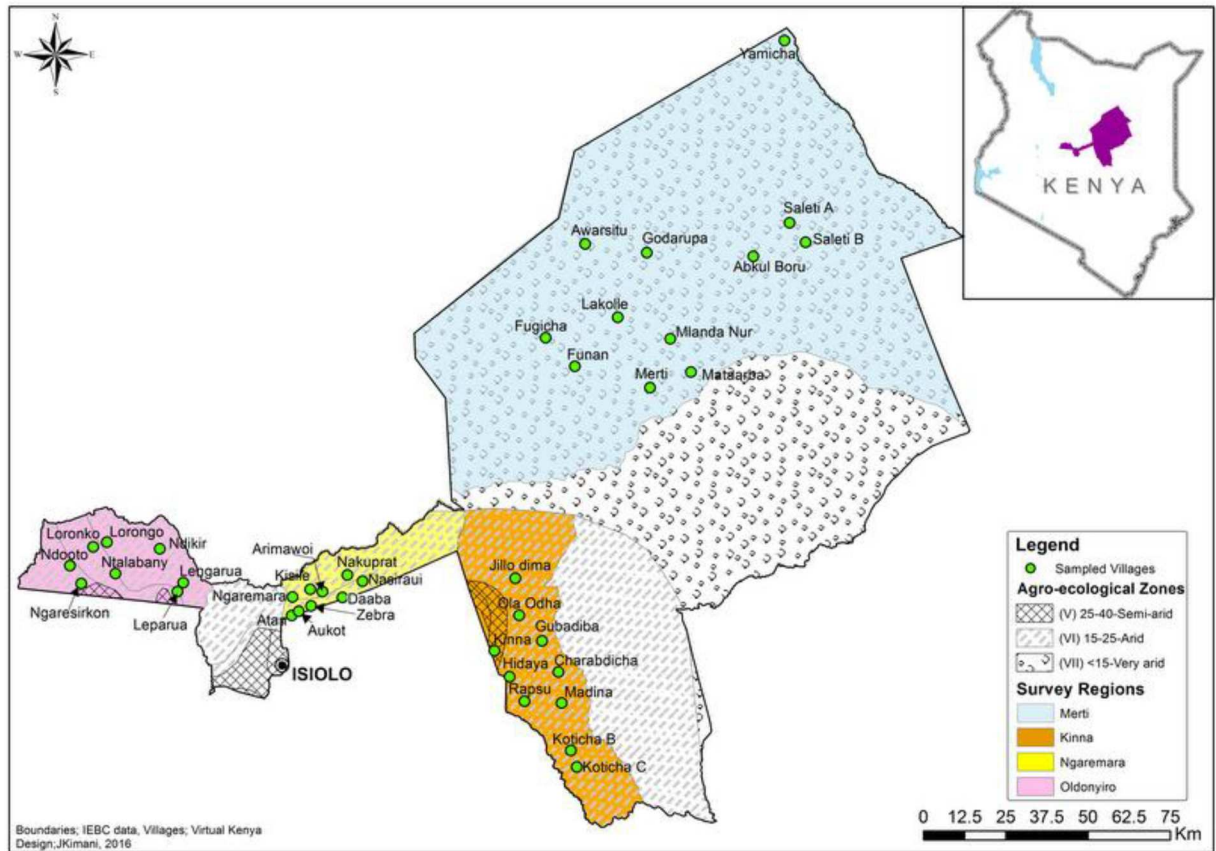 N
W
E
S
Yamicha
KENYA
Saleti A
Saleti B
Awarsitu
Godarupa
Abkul Boru
Lakolle
Fugicha
Mlanda Nur
Funan
Merti
Mataarba
Loronko
Lorongo
Ndooto
Ndikir
Ntalabany
Lengarua
Ngaresirkon
Leparua
Arimawoi
Nakuprat
Kisile
Nasiraui
Ngaremara
Daaba
Zebra
Atan
Aukot
ISIOLO
Jillo dima
Ola Odha
Gubadiba
Kinna
Hidaya
Charabdicha
Rapsu
Madina
Koticha B
Koticha C
Legend
Sampled Villages
Agro-ecological Zones
(V) 25-40-Semi-arid
(VI) 15-25-Arid
(VII) <15-Very arid
Survey Regions
Merti
Kinna
Ngaremara
Oldonyiro
0 12.5 25 37.5 50 62.5 75
Km
Boundaries; IEBC data, Villages; Virtual Kenya
Design;JKimani, 2016